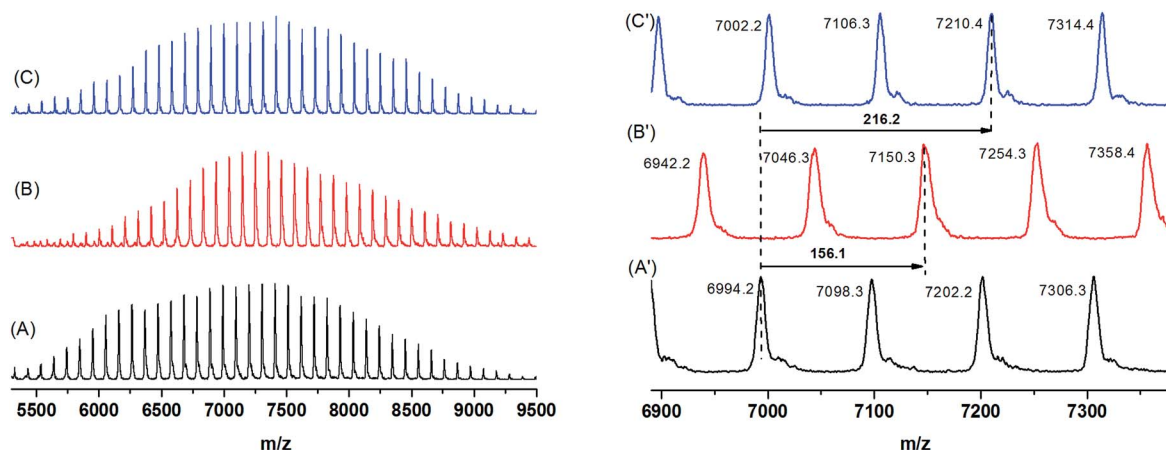 (C)
(B)
(A)
5500 6000 6500 7000 7500 8000 8500 9000 9500
m/z
(C') 7002.2 7106.3 7210.4 7314.4
216.2
(B') 6942.2 7046.3 7150.3 7254.3 7358.4
156.1
(A') 6994.2 7098.3 7202.2 7306.3
6900 7000 7100 7200 7300
m/z